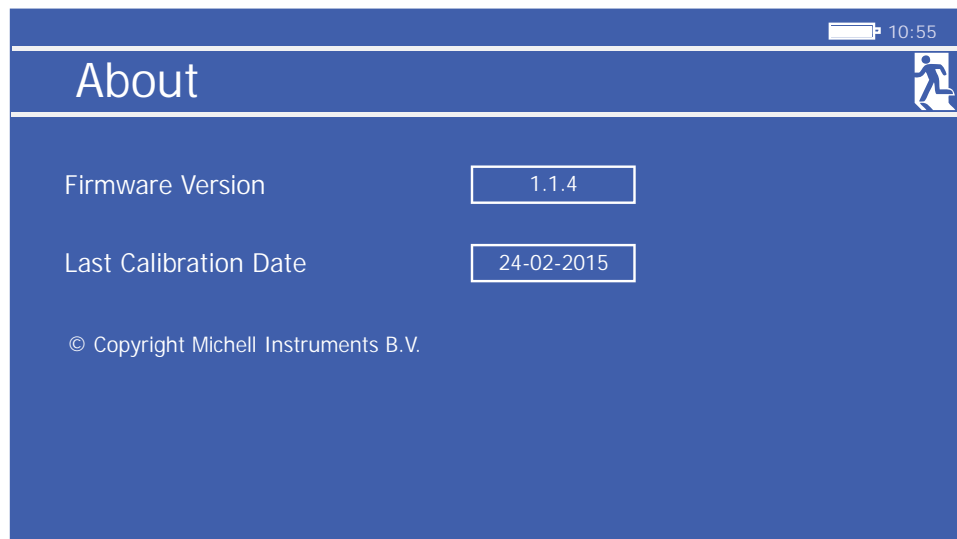 10:55
About
Firmware Version 1.1.4
Last Calibration Date 24-02-2015
© Copyright Michell Instruments B.V.